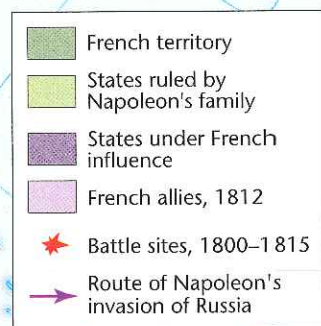 French territory
States ruled by
Napoleon's family
States under French
influence
French allies, 1812
Battle sites, 1800–1815
Route of Napoleon's
invasion of Russia